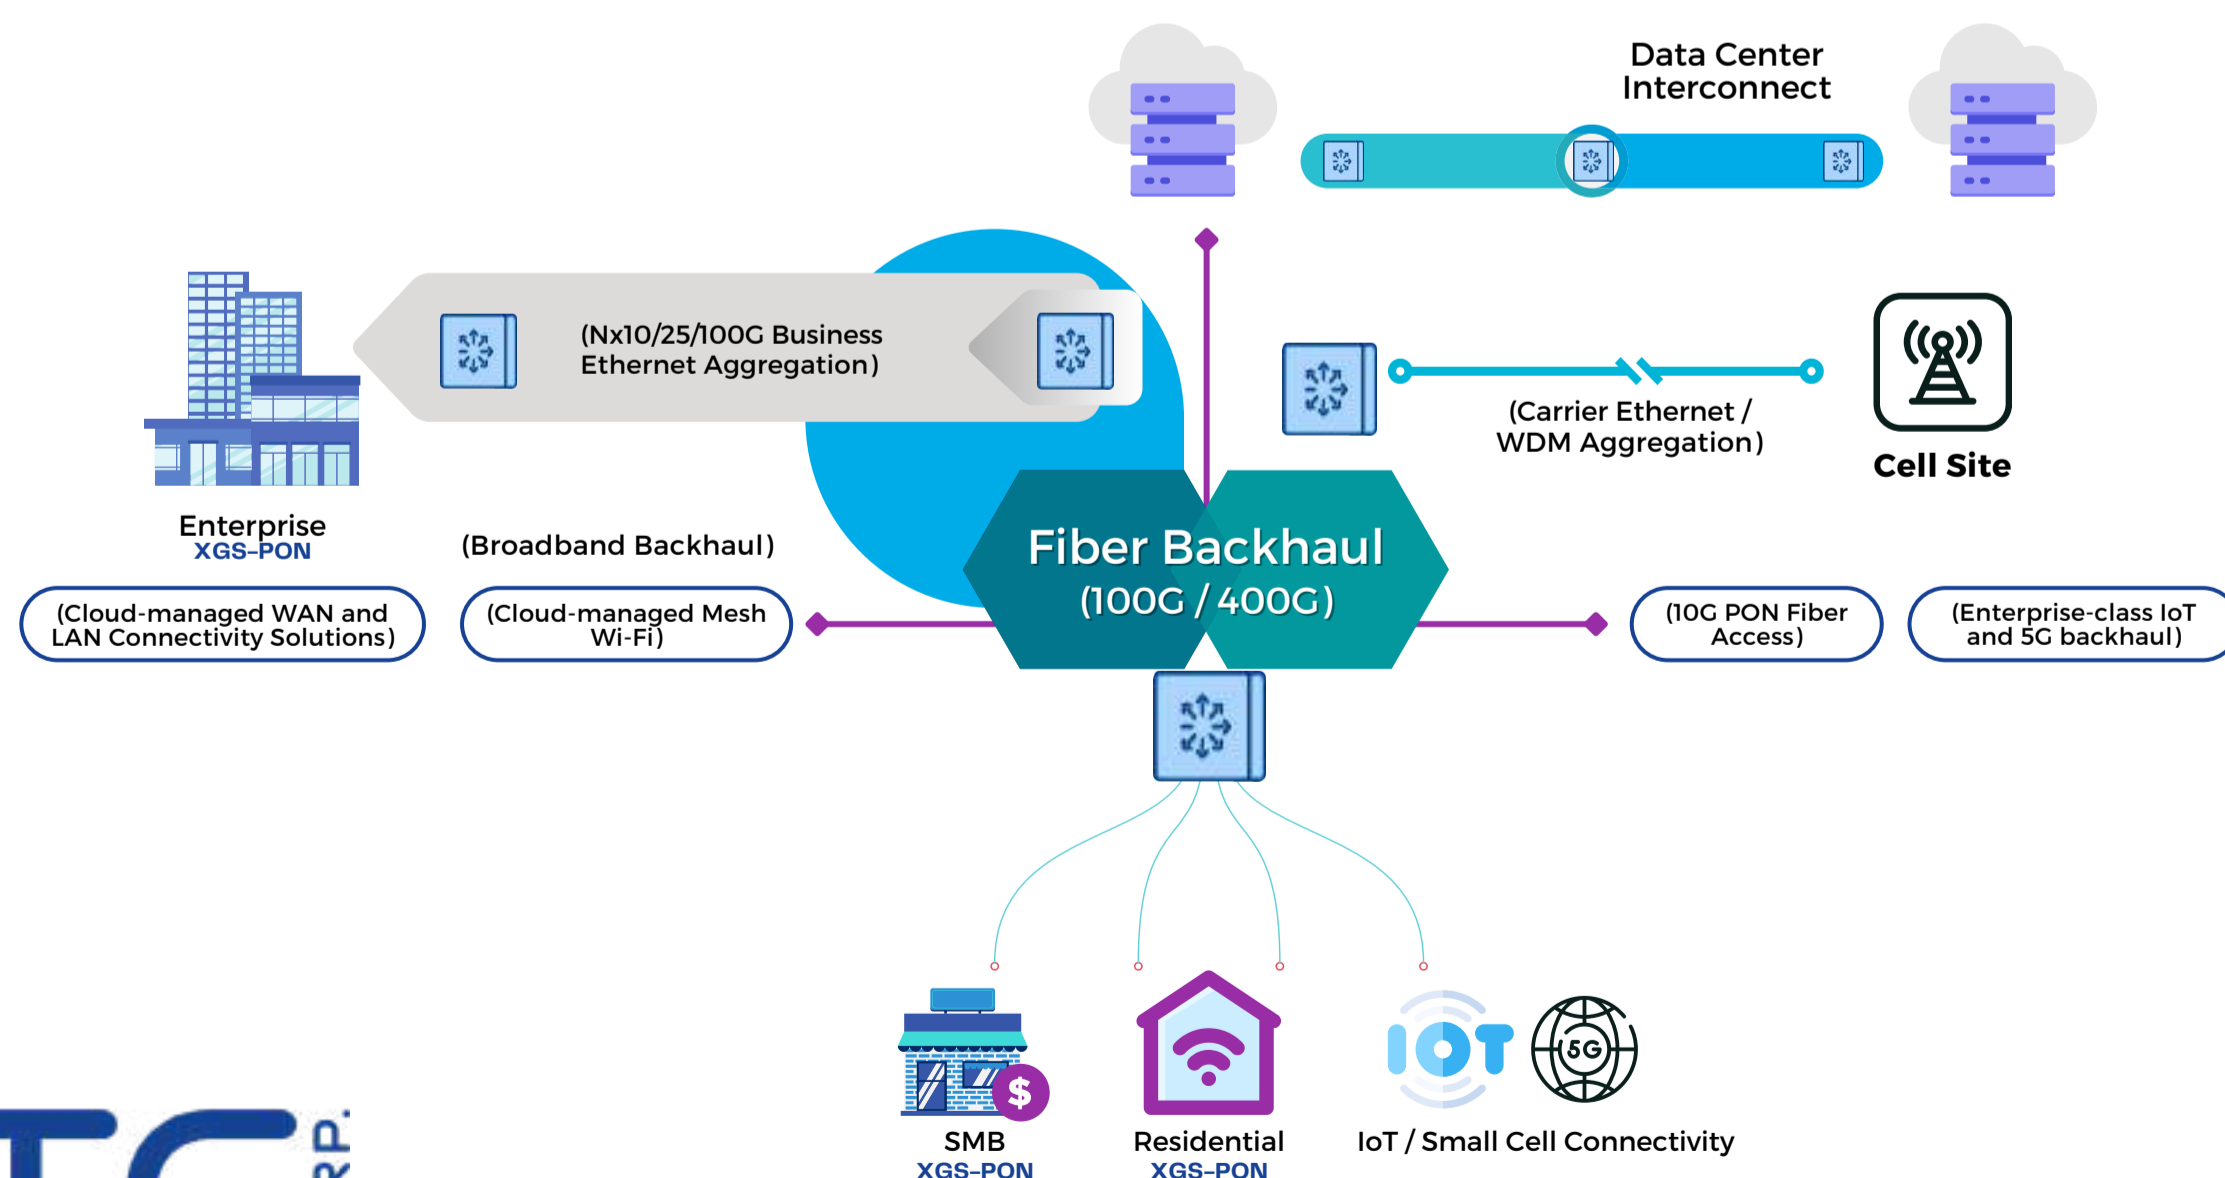 Data Center
Interconnect
(Nx10/25/100G Business
Ethernet Aggregation)
(Carrier Ethernet /
WDM Aggregation)
Cell Site
Enterprise
XGS-PON
(Broadband Backhaul)
Fiber Backhaul
(100G / 400G)
(Cloud-managed WAN and
LAN Connectivity Solutions)
(Cloud-managed Mesh
Wi-Fi)
(10G PON Fiber
Access)
(Enterprise-class IoT
and 5G backhaul)
IOT
5G
$
SMB
XGS-PON
Residential
XGS-PON
IoT / Small Cell Connectivity